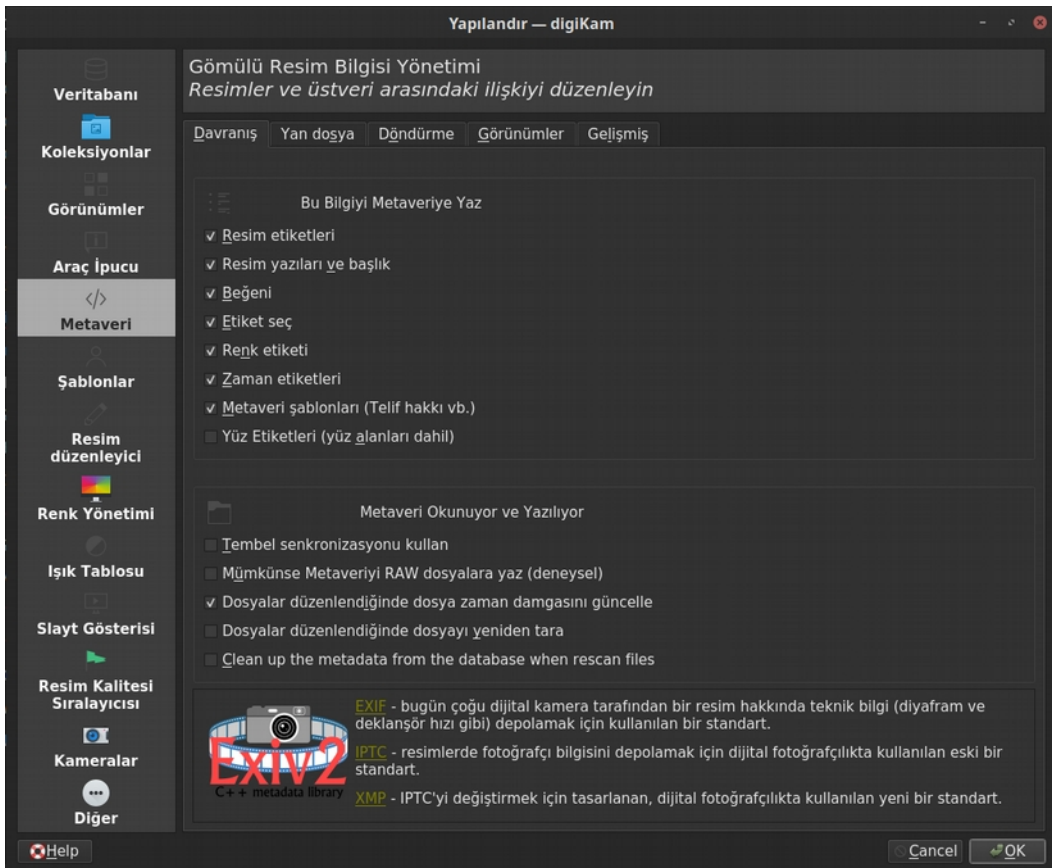 Yapılandır — digiKam
Veritabanı
Koleksiyonlar
Görünümler
Araç İpucu
Metaveri
Şablonlar
Resim
düzenleyici
Renk Yönetimi
Işık Tablosu
Slayt Gösterisi
Resim Kalitesi
Sıralayıcısı
Kameralar
Diğer
Gömülü Resim Bilgisi Yönetimi
Resimler ve üstveri arasındaki ilişkiyi düzenleyin
Davranış Yan dosya Döndürme Görünümler Gelişmiş
Bu Bilgiyi Metaveriye Yaz
Resim etiketleri
Resim yazıları ve başlık
Beğeni
Etiket seç
Renk etiketi
Zaman etiketleri
Metaveri şablonları (Telif hakkı vb.)
Yüz Etiketleri (yüz alanları dahil)
Metaveri Okunuyor ve Yazılıyor
Tembel senkronizasyonu kullan
Mümkünse Metaveriyi RAW dosyalara yaz (deneysel)
Dosyalar düzenlendiğinde dosya zaman damgasını güncelle
Dosyalar düzenlendiğinde dosyayı yeniden tara
Clean up the metadata from the database when rescan files
Exiv2
C++ metadata library
EXIF - bugün çoğu dijital kamera tarafından bir resim hakkında teknik bilgi (diyafram ve
deklanşör hızı gibi) depolamak için kullanılan bir standart.
IPTC - resimlerde fotoğrafçı bilgisini depolamak için dijital fotoğrafçılıkta kullanılan eski bir
standart.
XMP - IPTC'yi değiştirmek için tasarlanan, dijital fotoğrafçılıkta kullanılan yeni bir standart.
Help
Cancel
OK